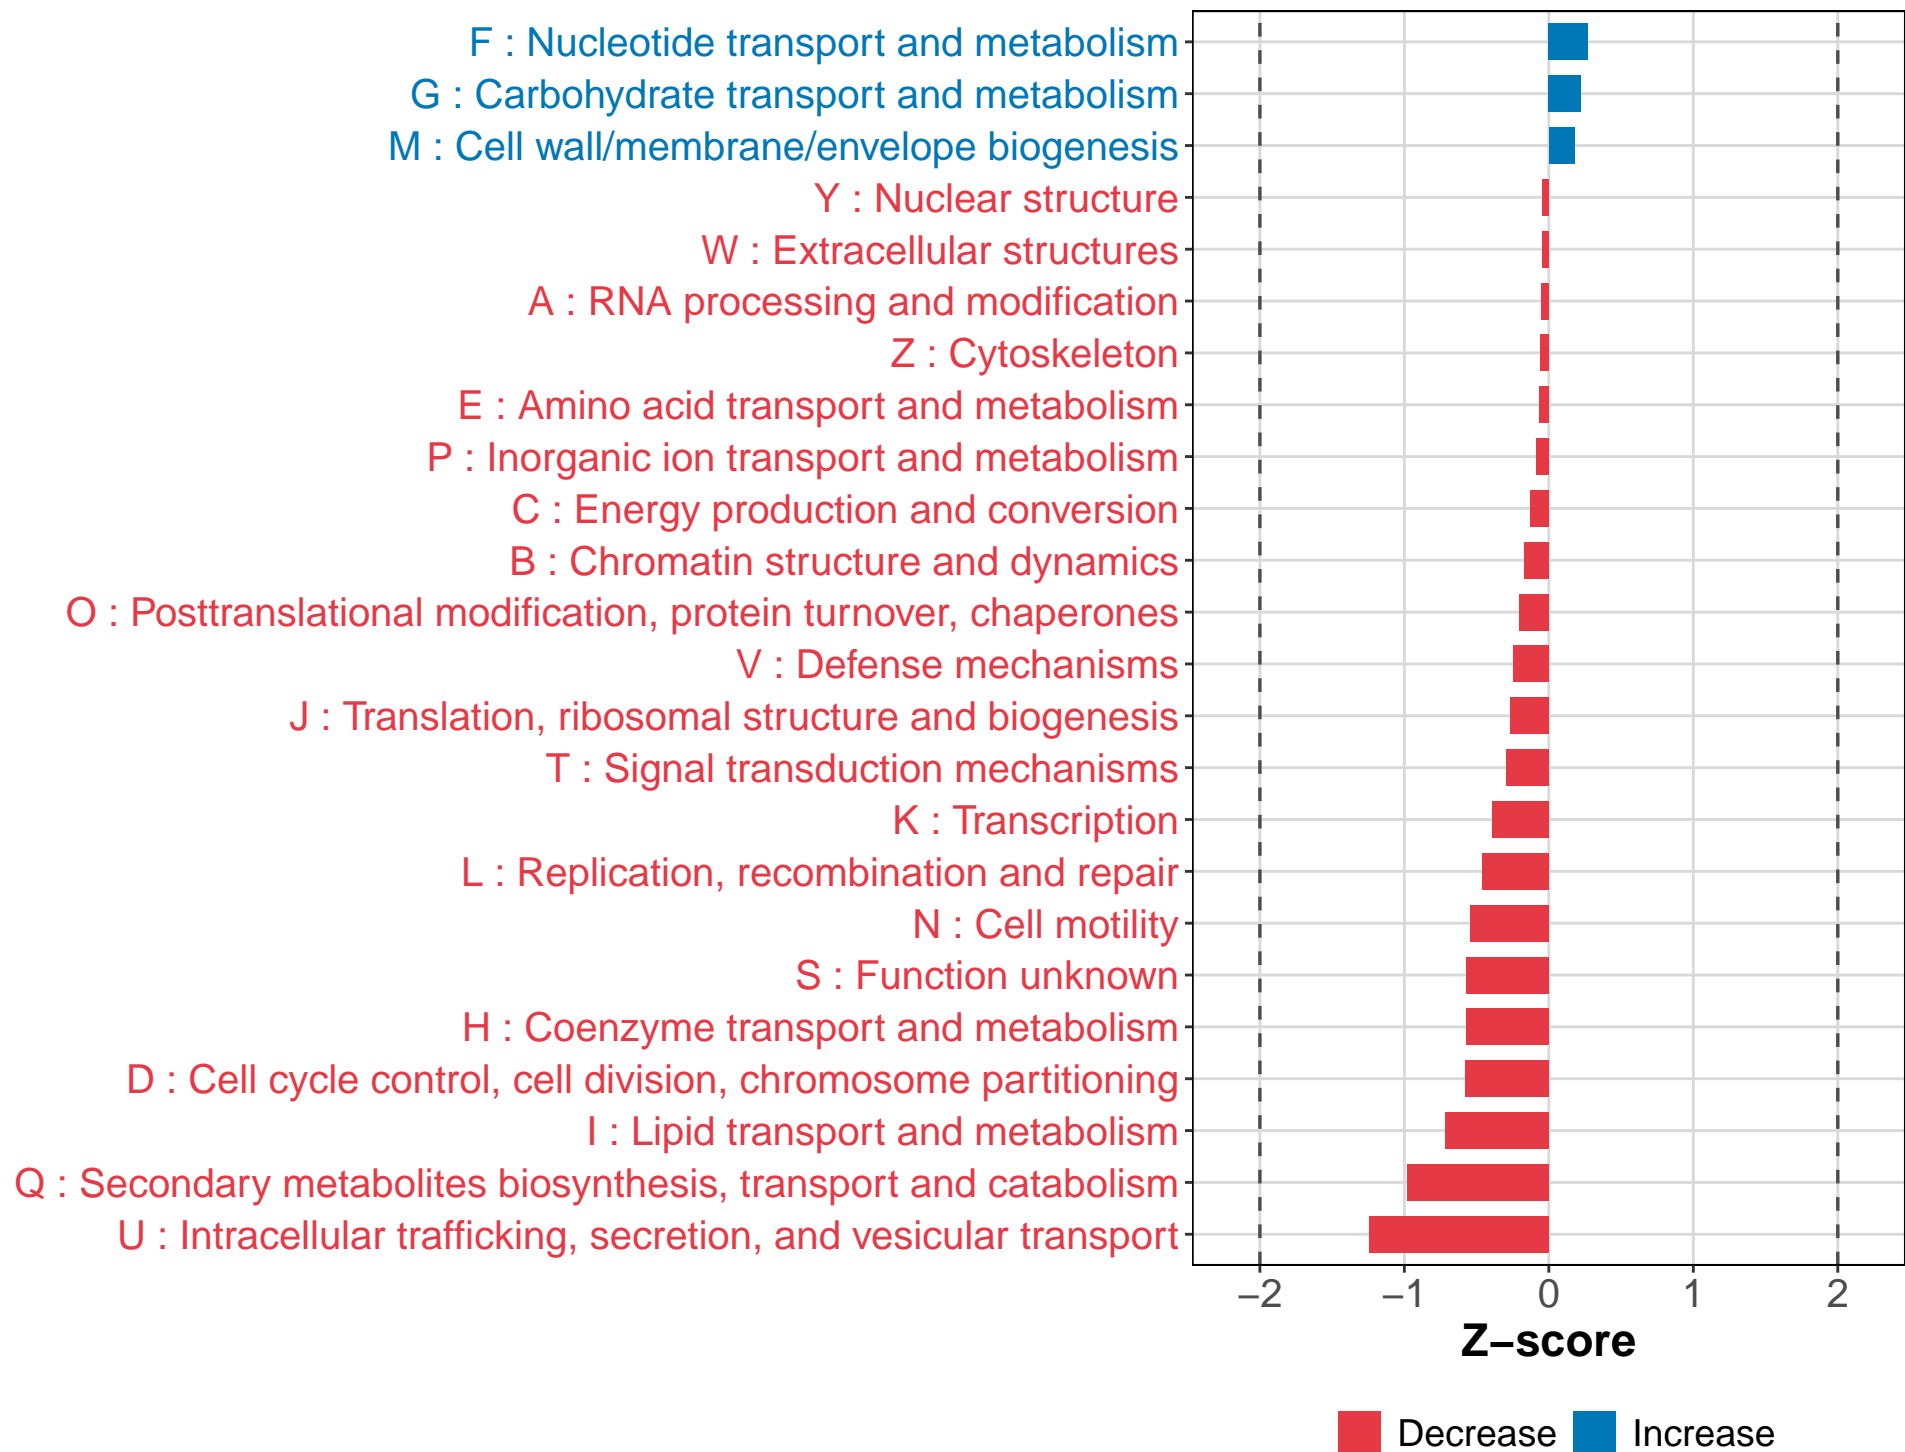 F : Nucleotide transport and metabolism
G : Carbohydrate transport and metabolism
M : Cell wall/membrane/envelope biogenesis
Y : Nuclear structure
W : Extracellular structures
A : RNA processing and modification
Z : Cytoskeleton
E : Amino acid transport and metabolism
P : Inorganic ion transport and metabolism
C : Energy production and conversion
B : Chromatin structure and dynamics
O : Posttranslational modification, protein turnover, chaperones
V : Defense mechanisms
J : Translation, ribosomal structure and biogenesis
T : Signal transduction mechanisms
K : Transcription
L : Replication, recombination and repair
N : Cell motility
S : Function unknown
H : Coenzyme transport and metabolism
D : Cell cycle control, cell division, chromosome partitioning
I : Lipid transport and metabolism
Q : Secondary metabolites biosynthesis, transport and catabolism
U : Intracellular trafficking, secretion, and vesicular transport
−2 −1 0 1 2
Z−score
Decrease Increase